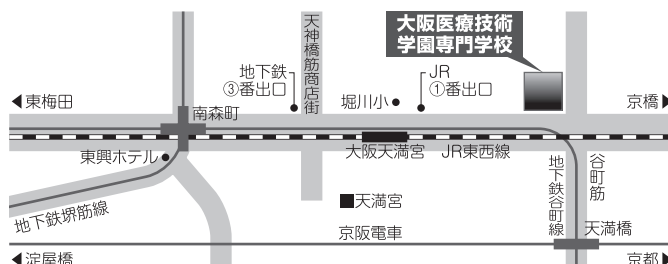 大阪医療技術
学園専門学校
天神橋筋商店街
地下鉄
③番出口
JR
①番出口
堀川小
◀東梅田
京橋▶
南森町
東興ホテル
大阪天満宮
JR東西線
地下鉄堺筋線
■天満宮
地下鉄谷町線
谷町筋
天満橋
京阪電車
◀淀屋橋
京都▶